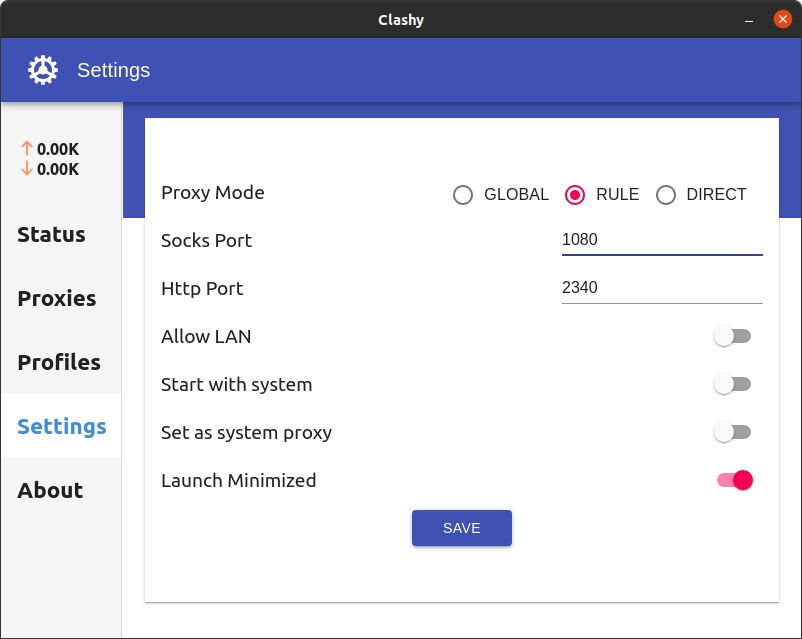 Clashy
Settings
0.00K
0.00K
Status
Proxies
Profiles
Settings
About
Proxy Mode GLOBAL RULE DIRECT
Socks Port 1080
Http Port 2340
Allow LAN
Start with system
Set as system proxy
Launch Minimized
SAVE